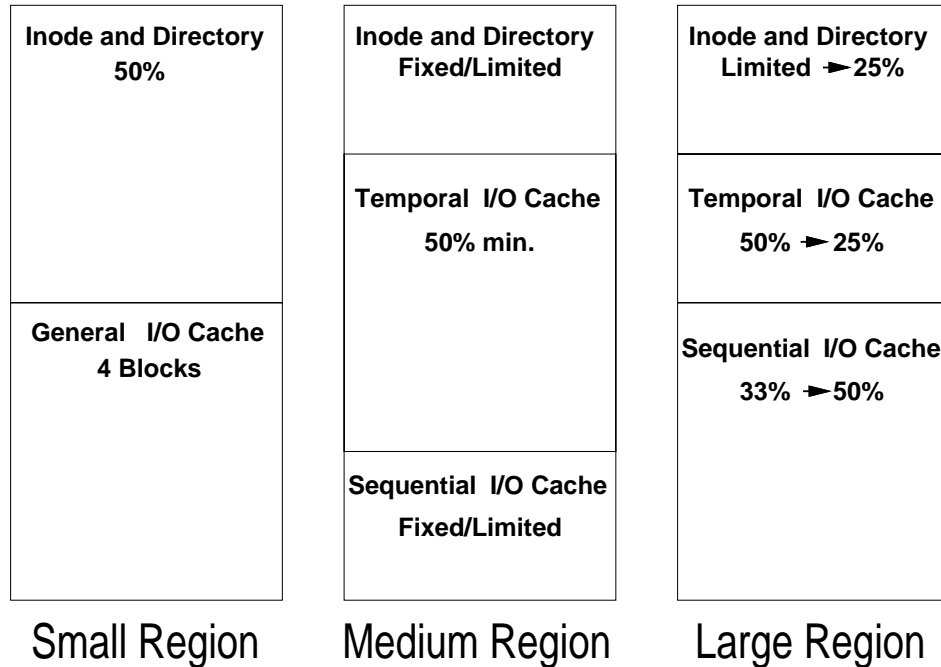 Inode and Directory
50%
General I/O Cache
4 Blocks
Small Region
Inode and Directory
Fixed/Limited
Temporal I/O Cache
50% min.
Sequential I/O Cache
Fixed/Limited
Medium Region
Inode and Directory
Limited → 25%
Temporal I/O Cache
50% → 25%
Sequential I/O Cache
33% → 50%
Large Region